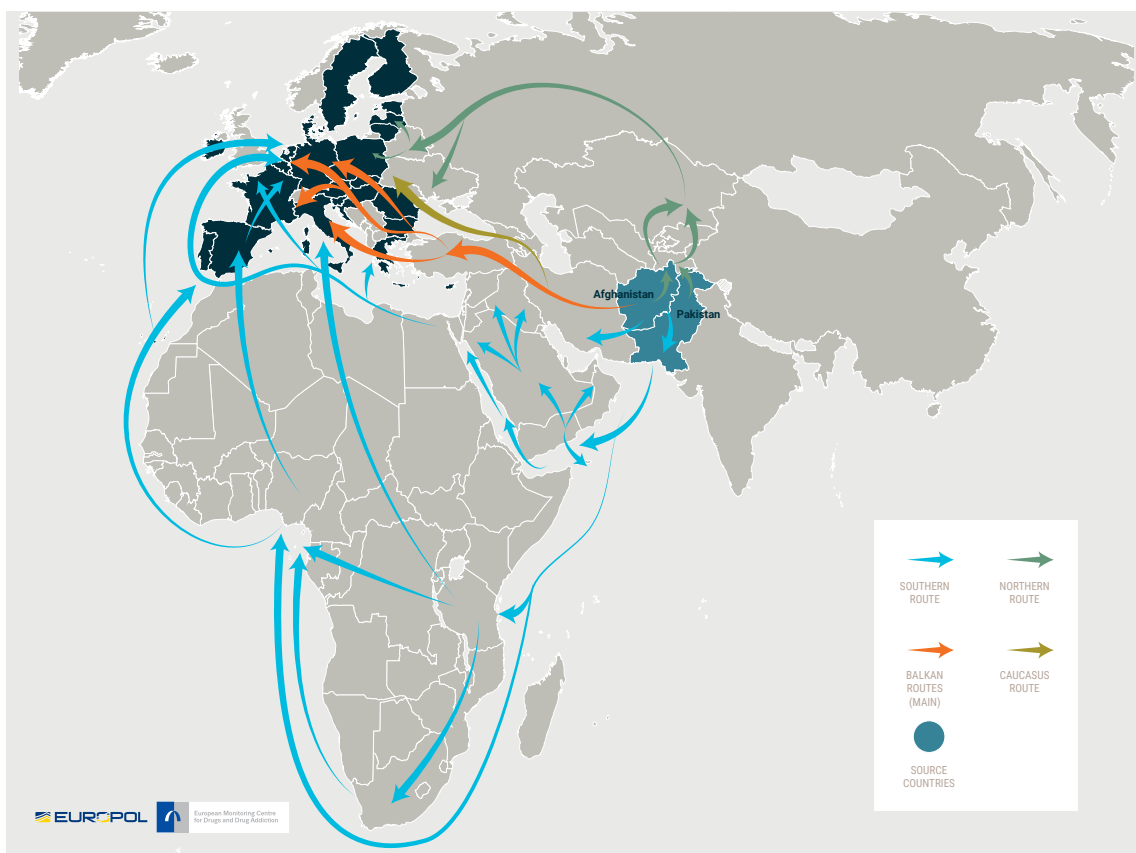 Afghanistan
Pakistan
SOUTHERN
ROUTE
NORTHERN
ROUTE
BALKAN
ROUTES
(MAIN)
CAUCASUS
ROUTE
SOURCE
COUNTRIES
EUROPOL
European Monitoring Centre
for Drugs and Drug Addiction